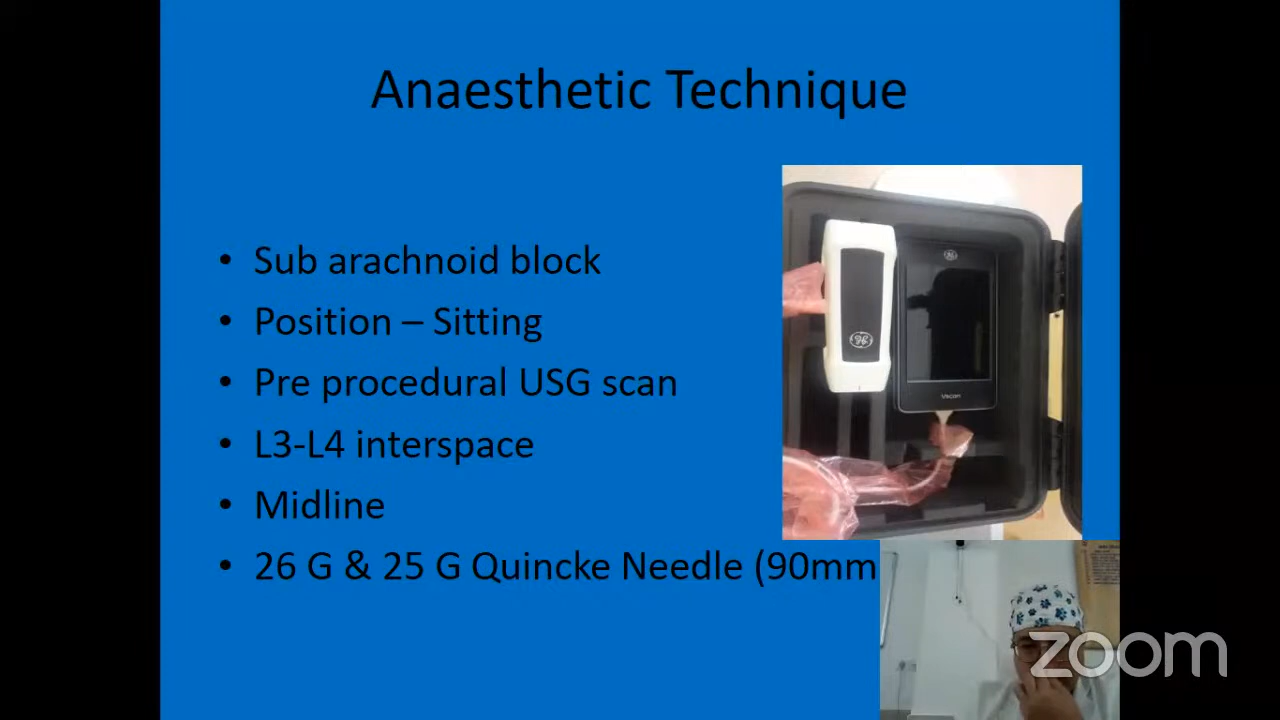 Anaesthetic Technique
• Sub arachnoid block
• Position – Sitting
• Pre procedural USG scan
• L3-L4 interspace
• Midline
• 26 G & 25 G Quincke Needle (90mm
Vscan
zoom